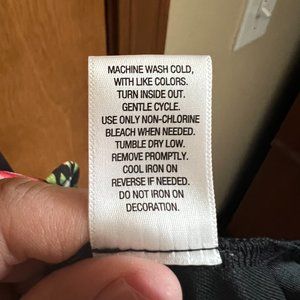 MACHINE WASH COLD,
WITH LIKE COLORS.
TURN INSIDE OUT.
GENTLE CYCLE.
USE ONLY NON-CHLORINE
BLEACH WHEN NEEDED.
TUMBLE DRY LOW.
REMOVE PROMPTLY.
COOL IRON ON
REVERSE IF NEEDED.
DO NOT IRON ON
DECORATION.